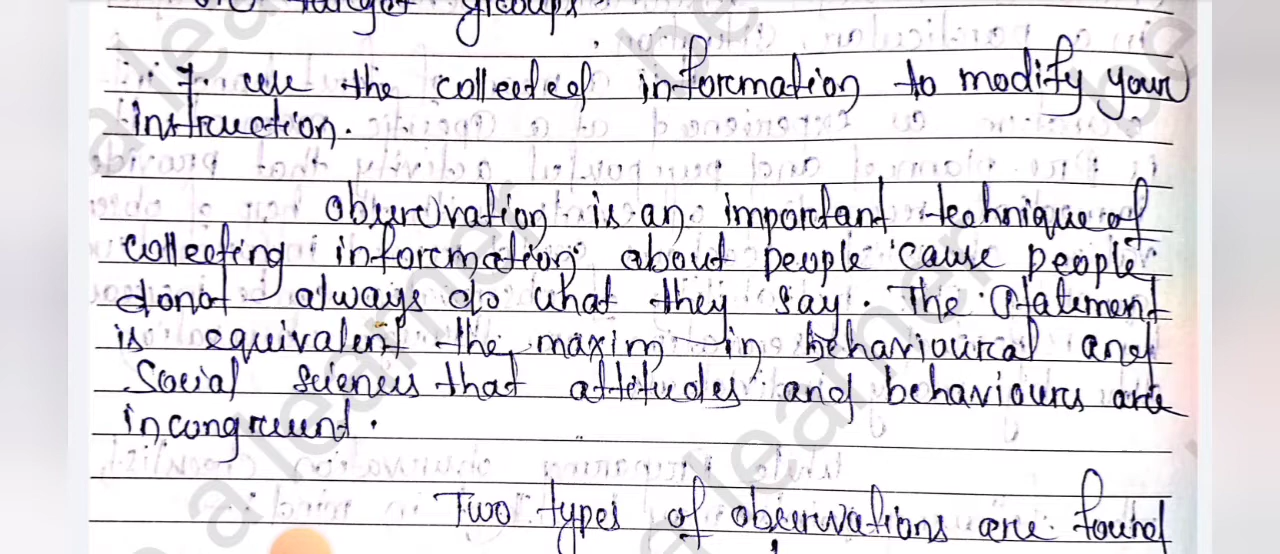 target groups.
7. use the collected information to modify your
instruction.
Observation is an important technique of
collecting information about people 'cause people
donot always do what they say. The statement
is equivalent the maxim in behavioural and
Social sciences that attitudes and behaviours are
incongruent.
Two types of observations are found